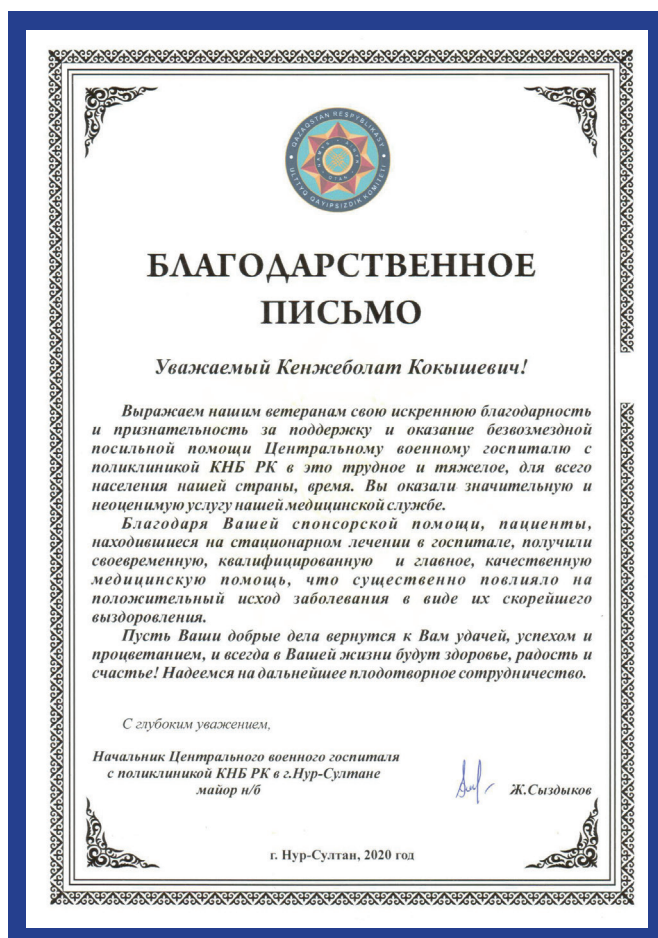 QAZAQSTAN RESPYBLIKASY
ULTTYQ QAYIPSIZDIK KOMITETI
БЛАГОДАРСТВЕННОЕ
ПИСЬМО
Уважаемый Кенжеболат Кокышевич!
Выражаем нашим ветеранам свою искреннюю благодарность
и признательность за поддержку и оказание безвозмездной
посильной помощи Центральному военному госпиталю с
поликлиникой КНБ РК в это трудное и тяжелое, для всего
населения нашей страны, время. Вы оказали значительную и
неоценимую услугу нашей медицинской службе.
Благодаря Вашей спонсорской помощи, пациенты,
находившиеся на стационарном лечении в госпитале, получили
своевременную, квалифицированную и главное, качественную
медицинскую помощь, что существенно повлияло на
положительный исход заболевания в виде их скорейшего
выздоровления.
Пусть Ваши добрые дела вернутся к Вам удачей, успехом и
процветанием, и всегда в Вашей жизни будут здоровье, радость и
счастье! Надеемся на дальнейшее плодотворное сотрудничество.
С глубоким уважением,
Начальник Центрального военного госпиталя
с поликлиникой КНБ РК в г.Нур-Султане
майор н/б
Ж.Сыздыков
г. Нур-Султан, 2020 год